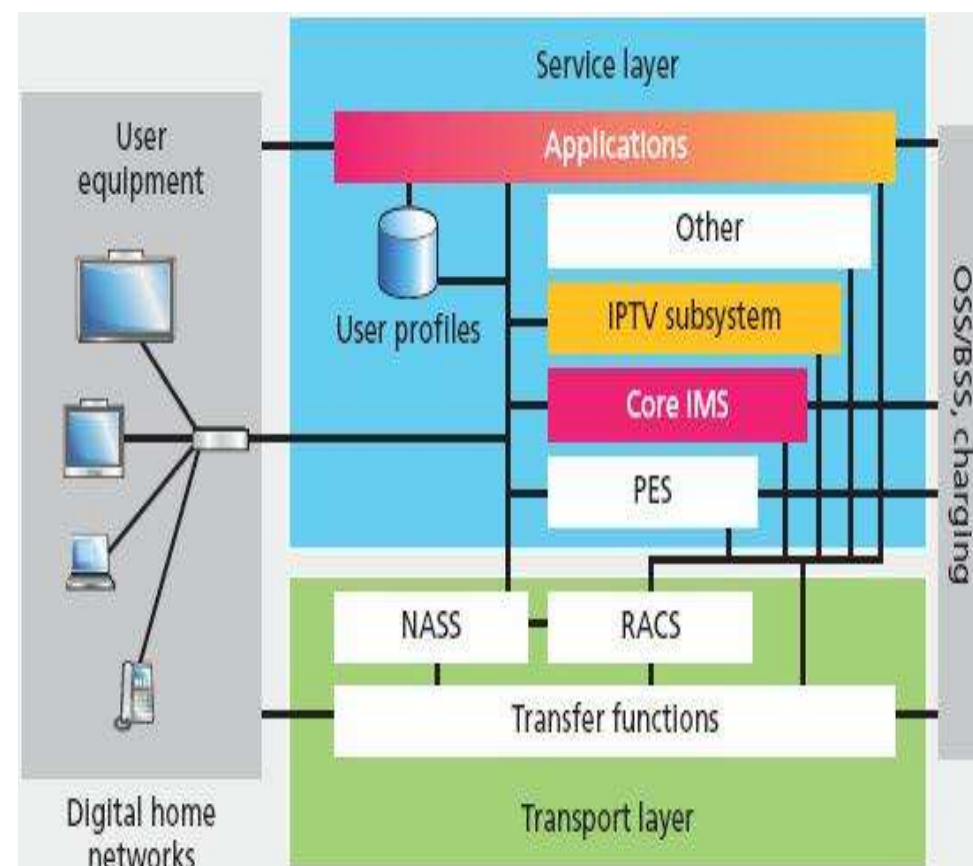 Service layer
User
equipment
Applications
Other
User profiles
IPTV subsystem
Core IMS
PES
OSS/BSS, charging
NASS
RACS
Transfer functions
Digital home
networks
Transport layer